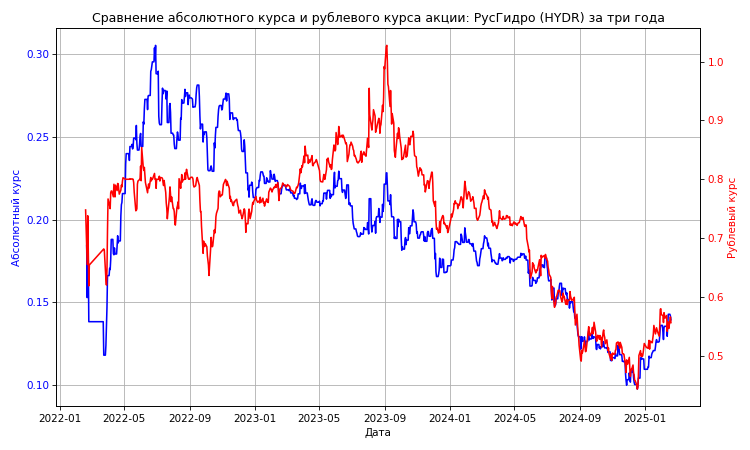 Сравнение абсолютного курса и рублевого курса акции: РусГидро (HYDR) за три года
Абсолютный курс
0.30
0.25
0.20
0.15
0.10
1.0
0.9
0.8
0.7
0.6
0.5
Рублевый курс
2022-01 2022-05 2022-09 2023-01 2023-05 2023-09 2024-01 2024-05 2024-09 2025-01
Дата